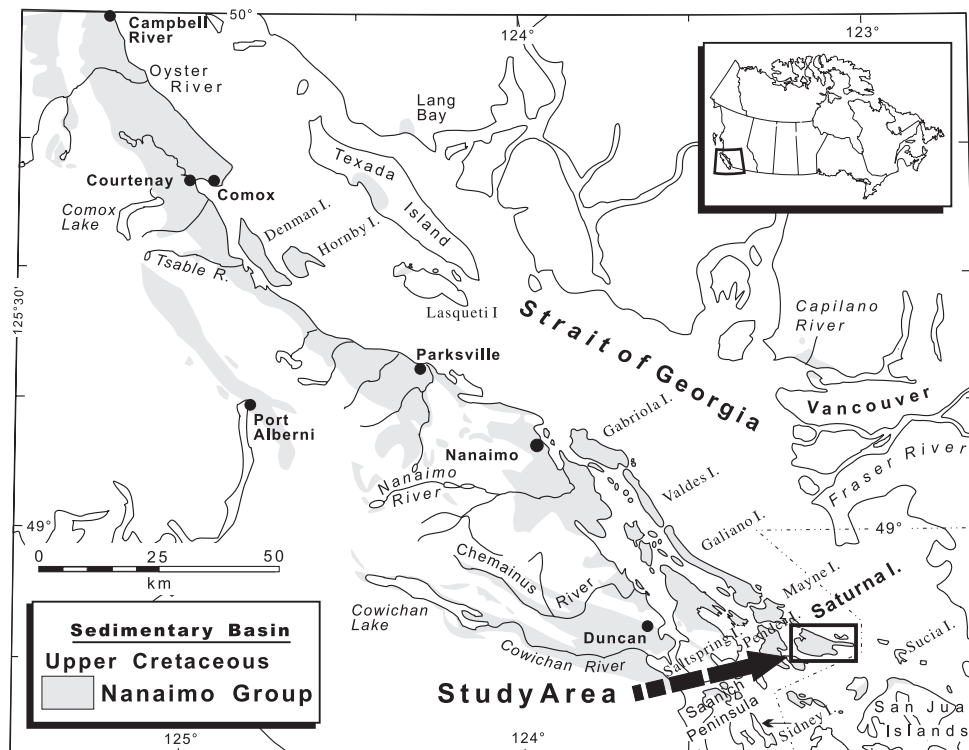 Campbell
River
50°
124°
123°
Oyster
River
Lang
Bay
Texada
Island
Courtenay
Comox
Comox
Lake
Denman I.
Hornby I.
Tsable R.
Lasqueti I
125°30'
Strait of Georgia
Capilano
River
Parksville
Vancouver
Port
Alberni
Gabriola I.
Nanaimo
Fraser River
Nanaimo
River
Valdes I.
49°
49°
Galiano I.
0 25 50
km
Chemainus
River
Mayne I.
Saturna I.
Cowichan
Lake
Duncan
Pender I.
Saltspring I.
Sucia I.
Cowichan River
Sedimentary Basin
Upper Cretaceous
Nanaimo Group
Study Area
Saanich
Peninsula
Sidney I.
San Jua
Islands
125°
124°